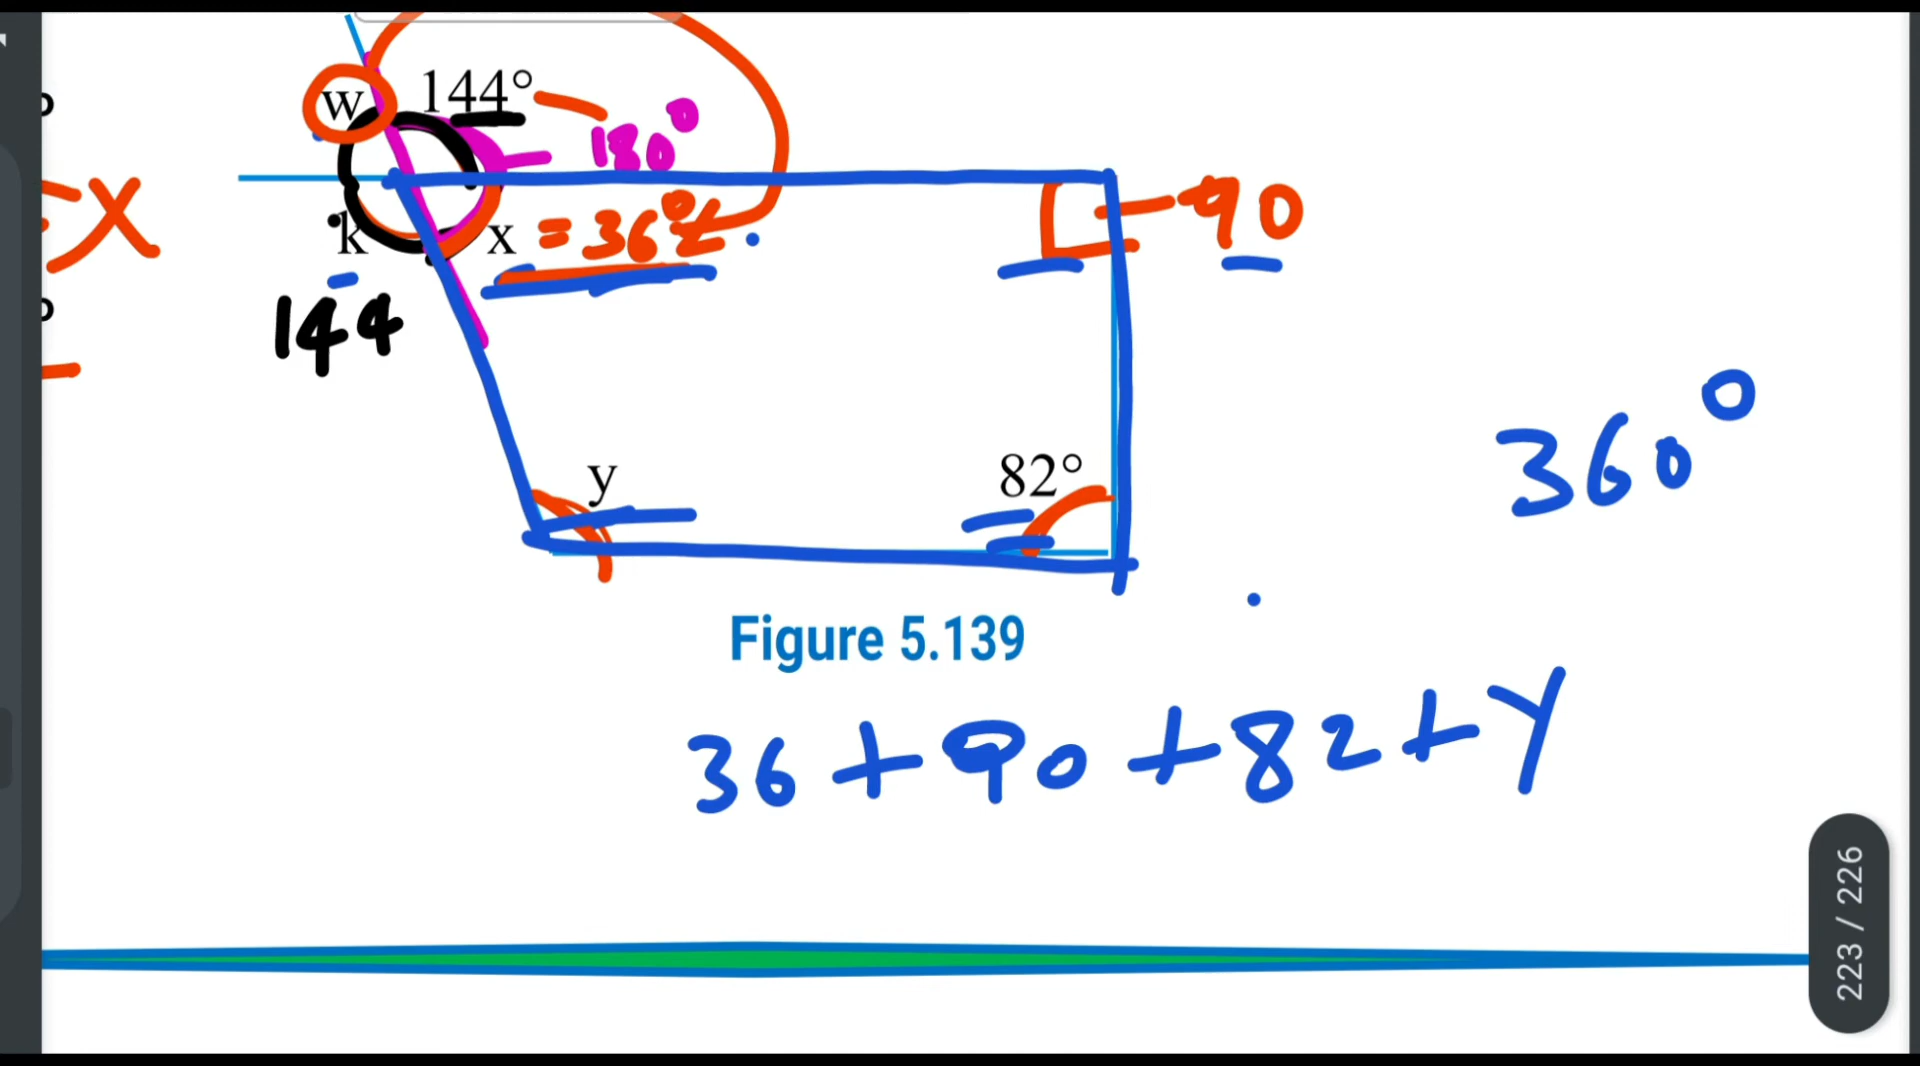 w 144°
180°
k x = 36°
90
144
y 82°
360°
Figure 5.139
36 + 90 + 82 + Y
223 / 226